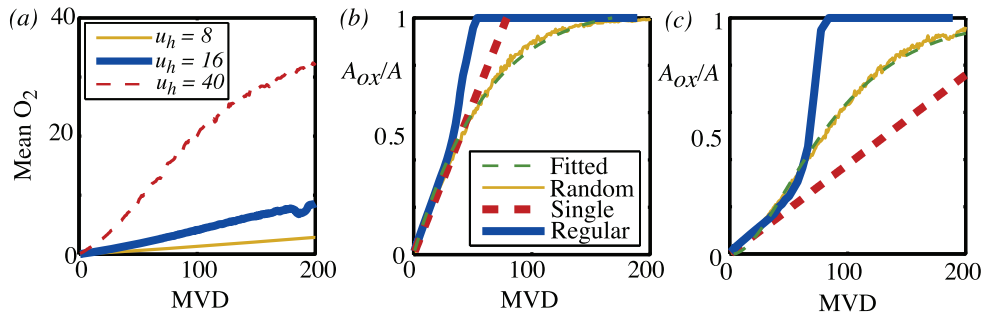 (a)
40
20
0
Mean O2
u_h = 8
u_h = 16
u_h = 40
0
100
200
MVD
(b)
1
A_ox/A
0.5
0
Fitted
Random
Single
Regular
0
100
200
MVD
(c)
1
A_ox/A
0.5
0
0
100
200
MVD